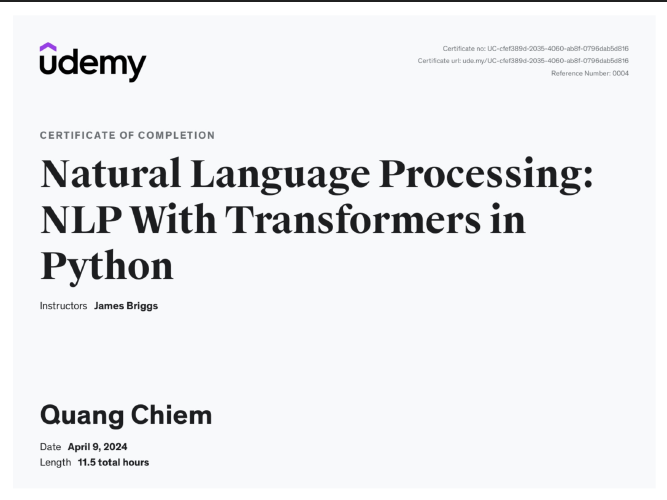 udemy
Certificate no: UC-cfef389d-2035-4060-ab8f-0796dab5d816
Certificate url: ude.my/UC-cfef389d-2035-4060-ab8f-0796dab5d816
Reference Number: 0004
CERTIFICATE OF COMPLETION
Natural Language Processing:
NLP With Transformers in
Python
Instructors James Briggs
Quang Chiem
Date April 9, 2024
Length 11.5 total hours